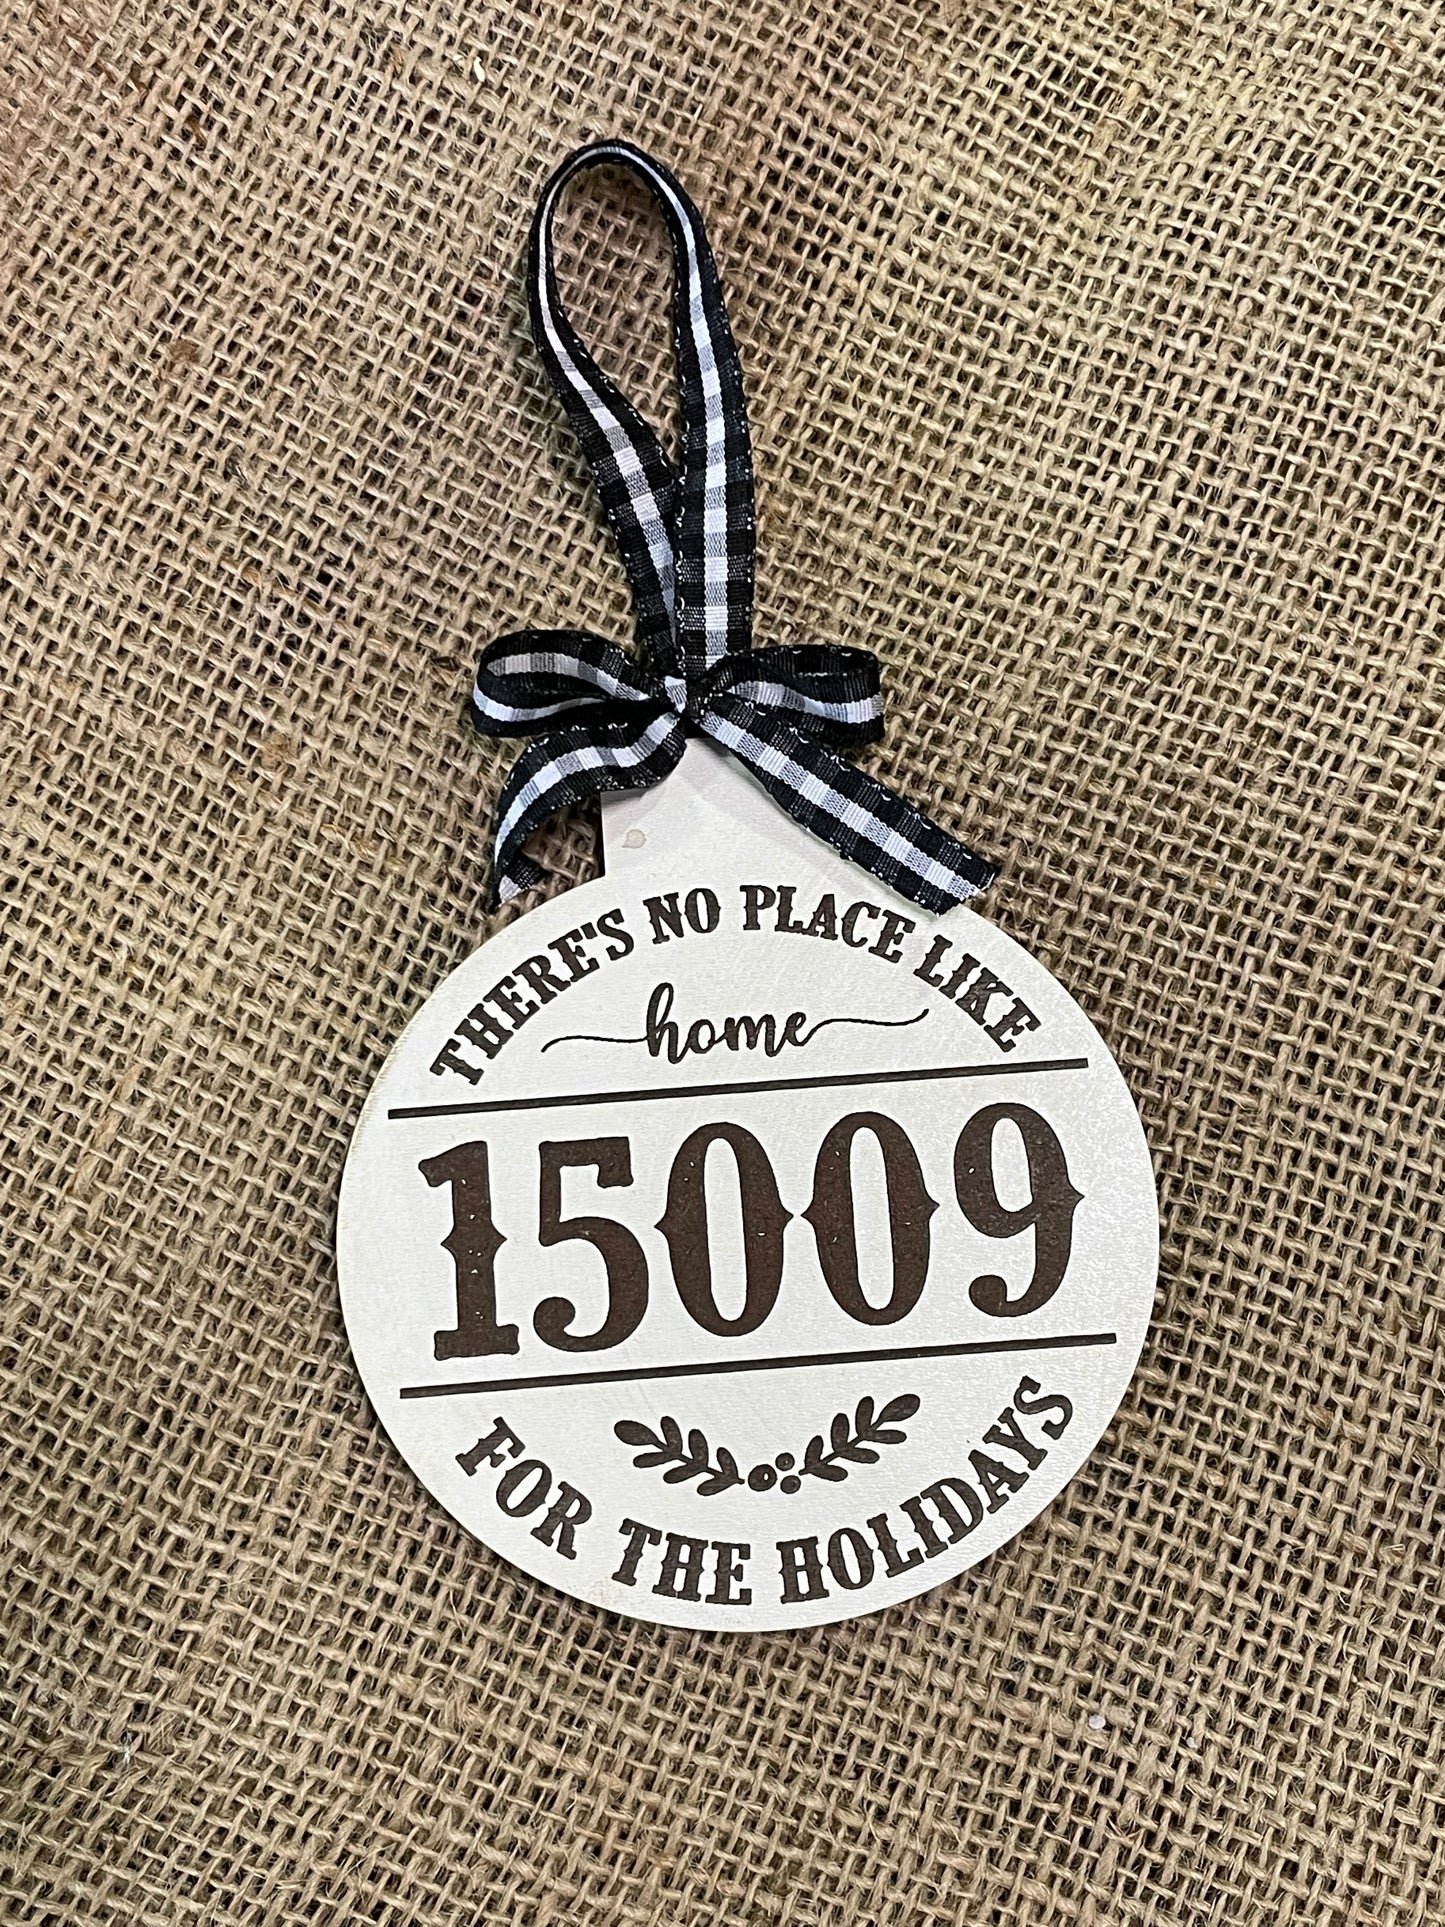 THERE'S NO PLACE LIKE
home
15009
FOR THE HOLIDAYS